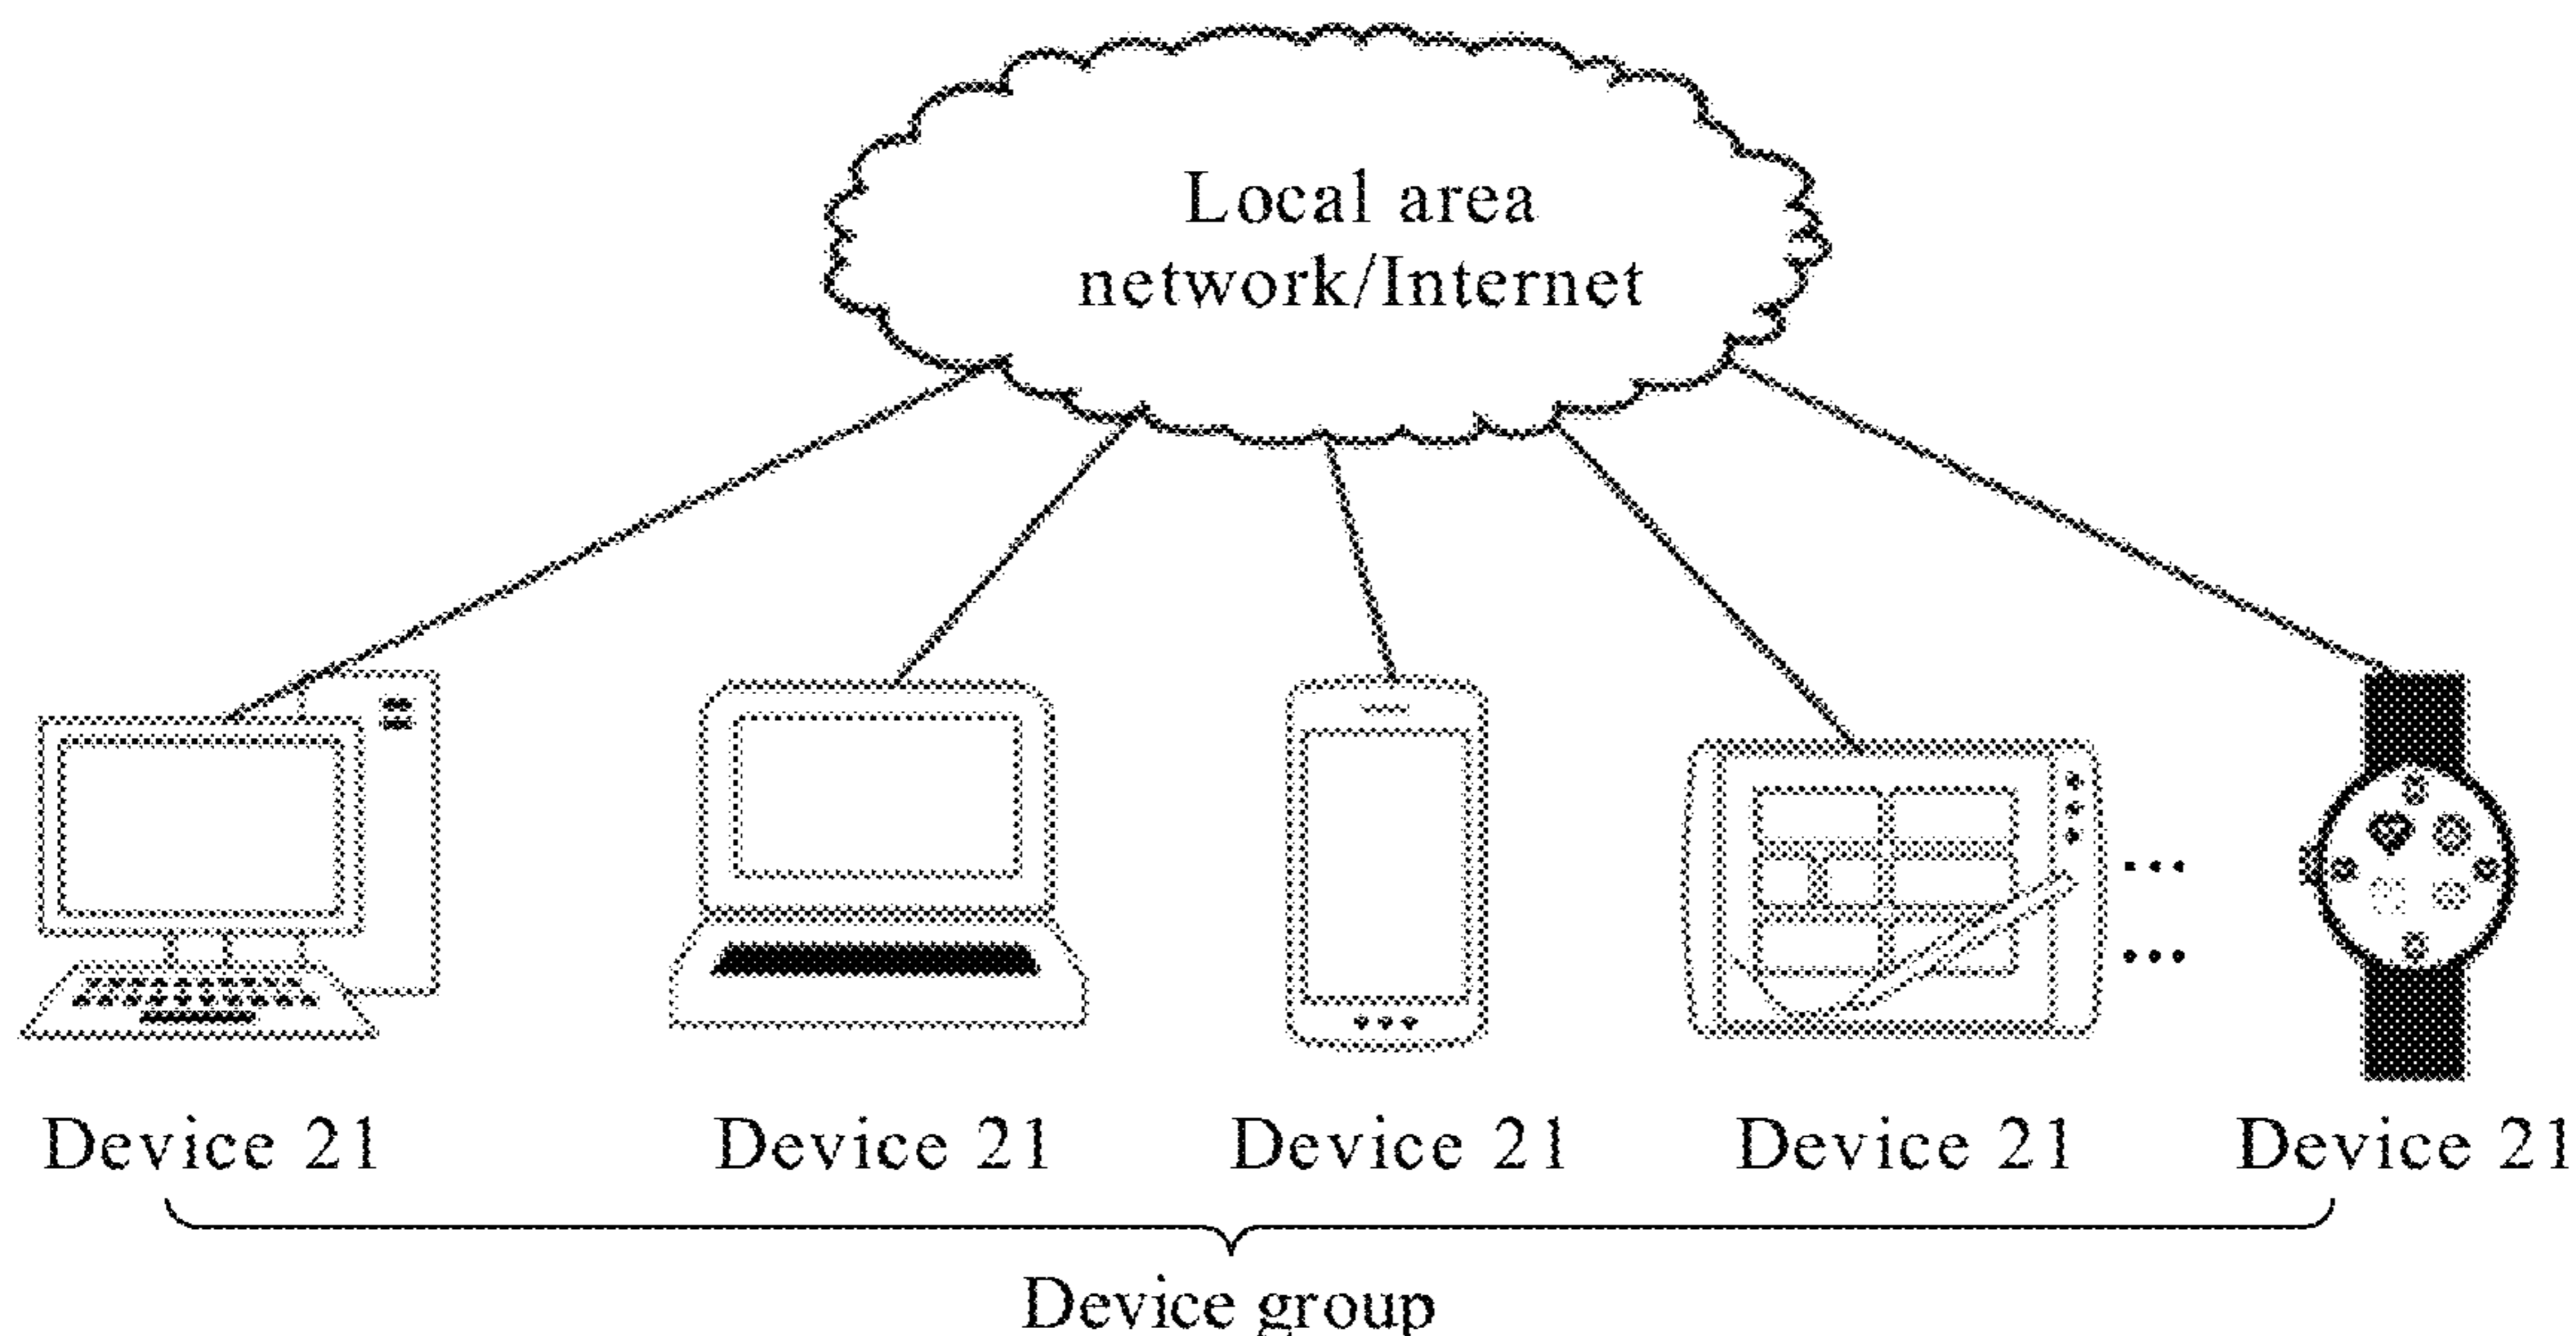 Local area
network/Internet
Device 21 Device 21 Device 21 Device 21 Device 21
Device group